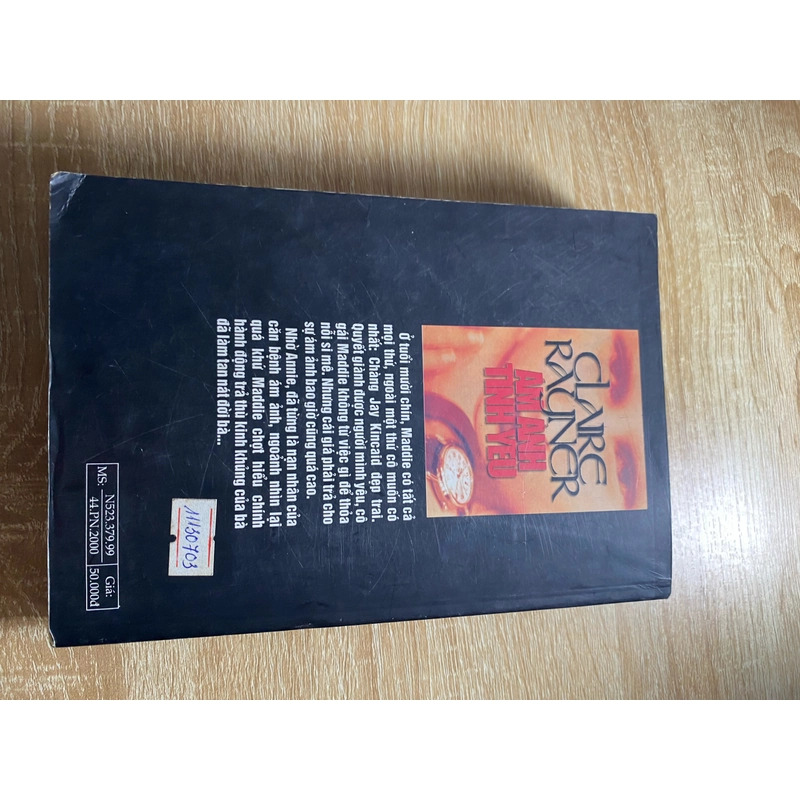 CLAIRE
RAYNER
ÁM ẢNH
TÌNH YÊU
Ở tuổi mười chín, Maddie có tất cả
mọi thứ, ngoài một thứ cô muốn có
nhất: Chàng Jay Kincald đẹp trai.
Quyết giành được người mình yêu, cô
gái Maddie không từ việc gì để thỏa
nỗi si mê. Nhưng cái giá phải trả cho
sự ám ảnh bao giờ cũng quá cao.
Nhờ Annie, đã từng là nạn nhân của
căn bệnh ám ảnh, ngoảnh nhìn lại
quá khứ Maddie chợt hiểu chính
hành động trả thù kinh khủng của bà
đã làm tan nát đời bà...
11130703
MS: N523.379.99 Giá:
44.PN.2000 50.000đ